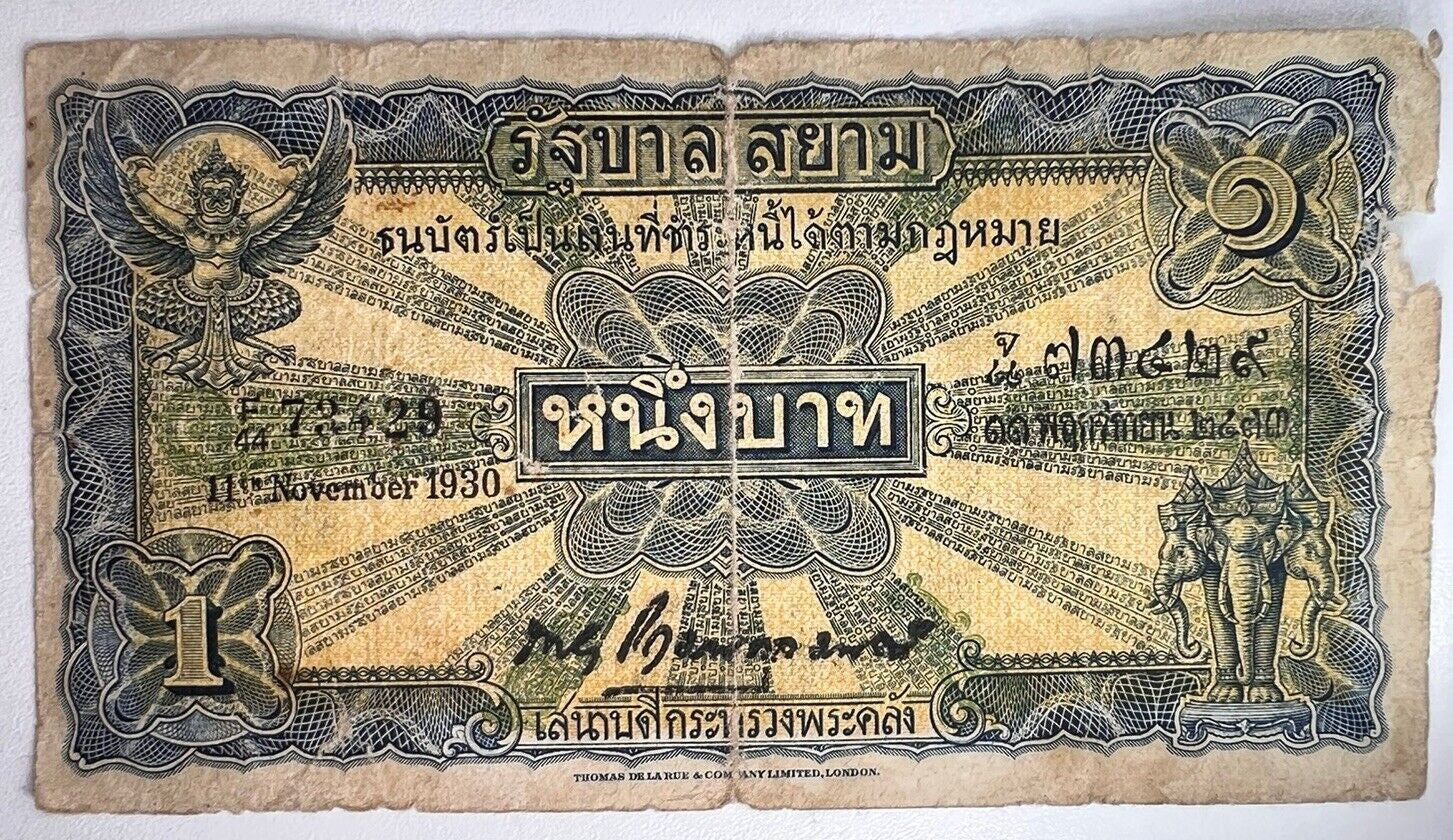 รัฐบาล สยาม
ธนบัตร์เป็นเงินที่ชำระหนี้ได้ตามกฎหมาย
๑
จ ๔๔ ๗๓๔๒๙
๑๑ พฤศจิกายน ๒๔๗๓
หนึ่งบาท
E 44 73429
11TH November 1930
1
เสนาบดีกระทรวงพระคลัง
THOMAS DE LA RUE & COMPANY LIMITED, LONDON.